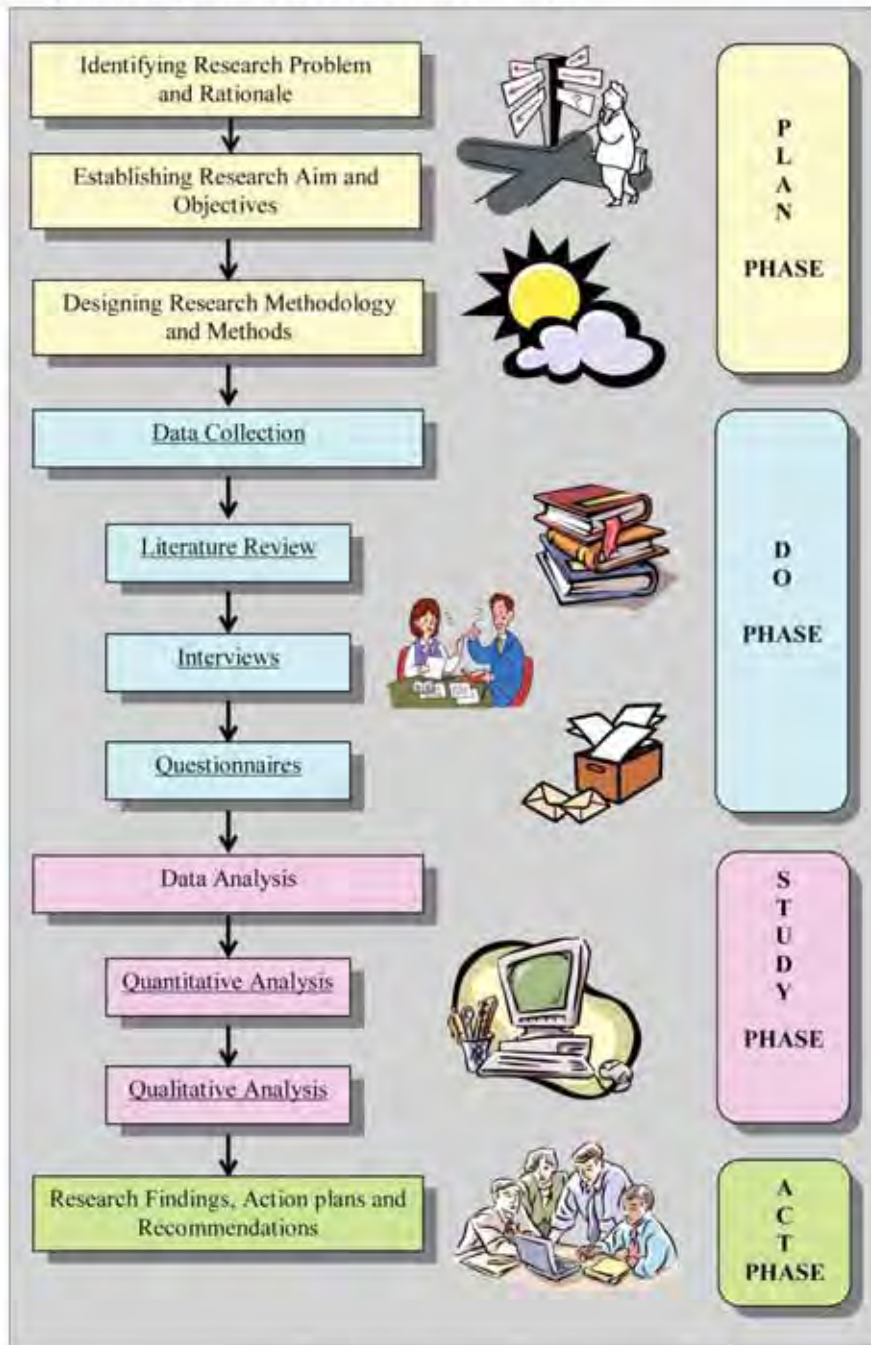 Identifying Research Problem
and Rationale
Establishing Research Aim and
Objectives
Designing Research Methodology
and Methods
P
L
A
N
PHASE
Data Collection
Literature Review
Interviews
Questionnaires
D
O
PHASE
Data Analysis
Quantitative Analysis
Qualitative Analysis
S
T
U
D
Y
PHASE
Research Findings, Action plans and
Recommendations
A
C
T
PHASE